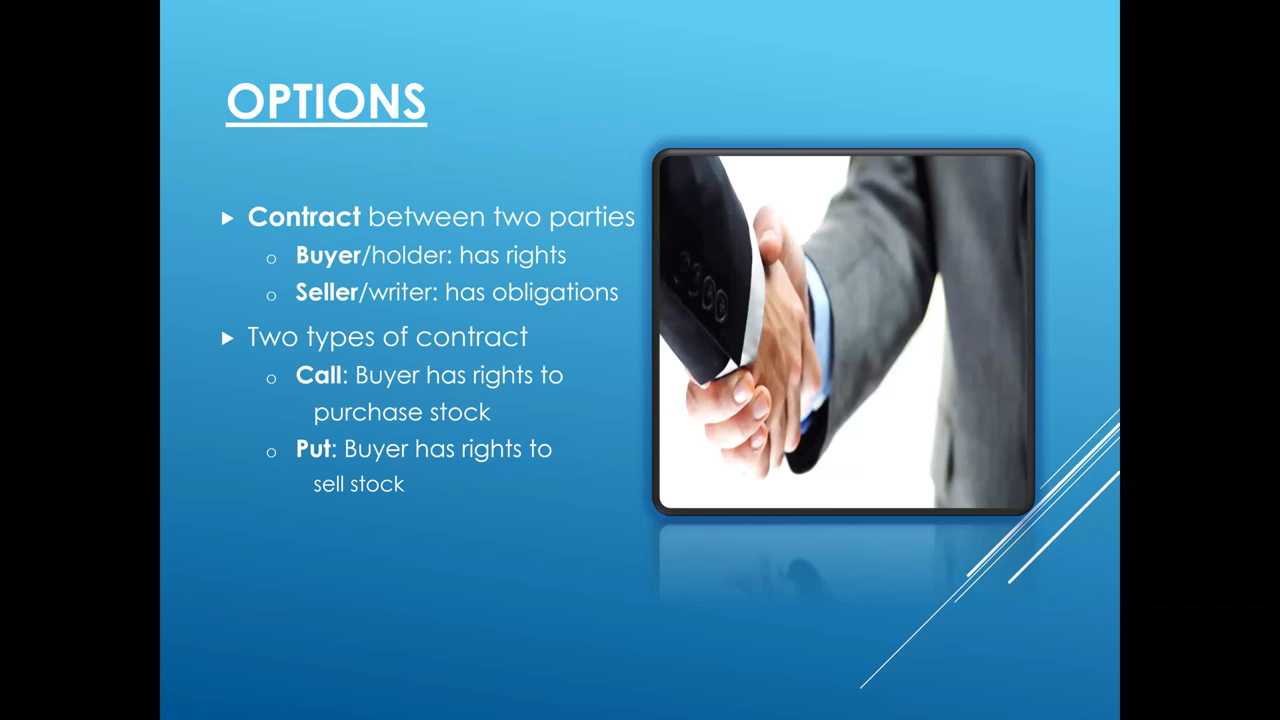 OPTIONS
Contract between two parties
Buyer/holder: has rights
Seller/writer: has obligations
Two types of contract
Call: Buyer has rights to
purchase stock
Put: Buyer has rights to
sell stock